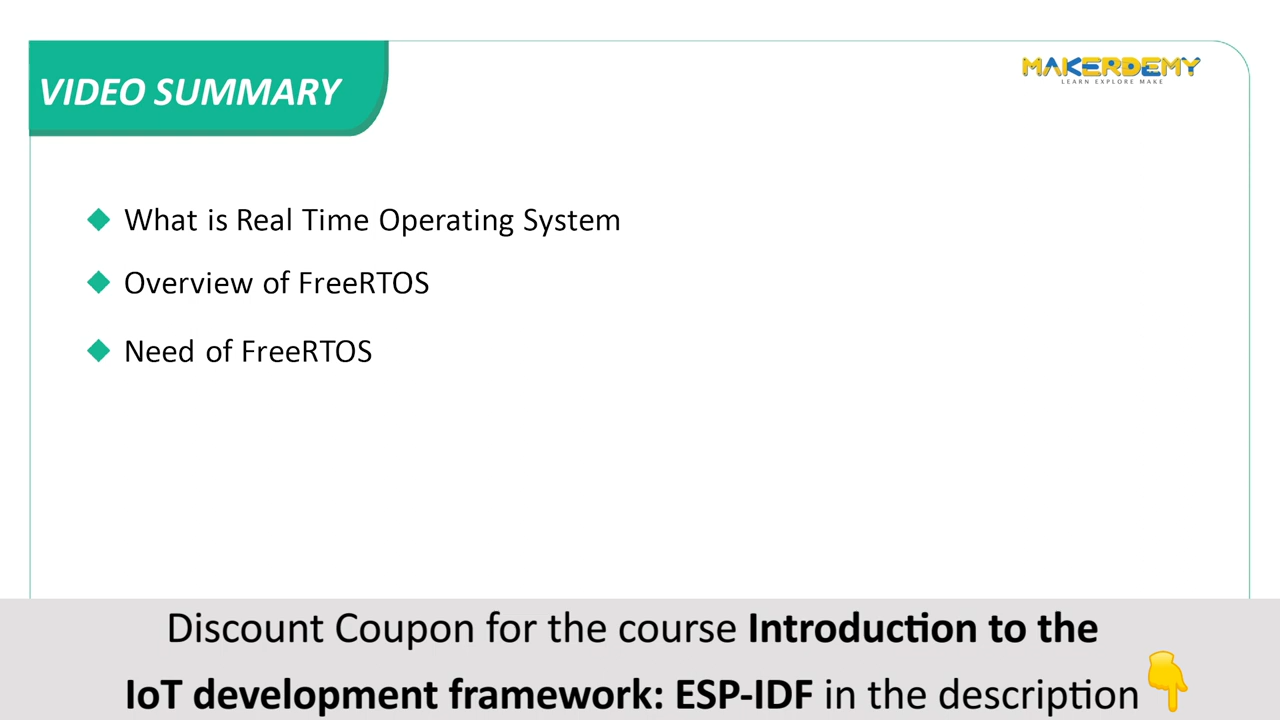 VIDEO SUMMARY
MAKERDEMY
LEARN EXPLORE MAKE
What is Real Time Operating System
Overview of FreeRTOS
Need of FreeRTOS
Discount Coupon for the course Introduction to the
IoT development framework: ESP-IDF in the description